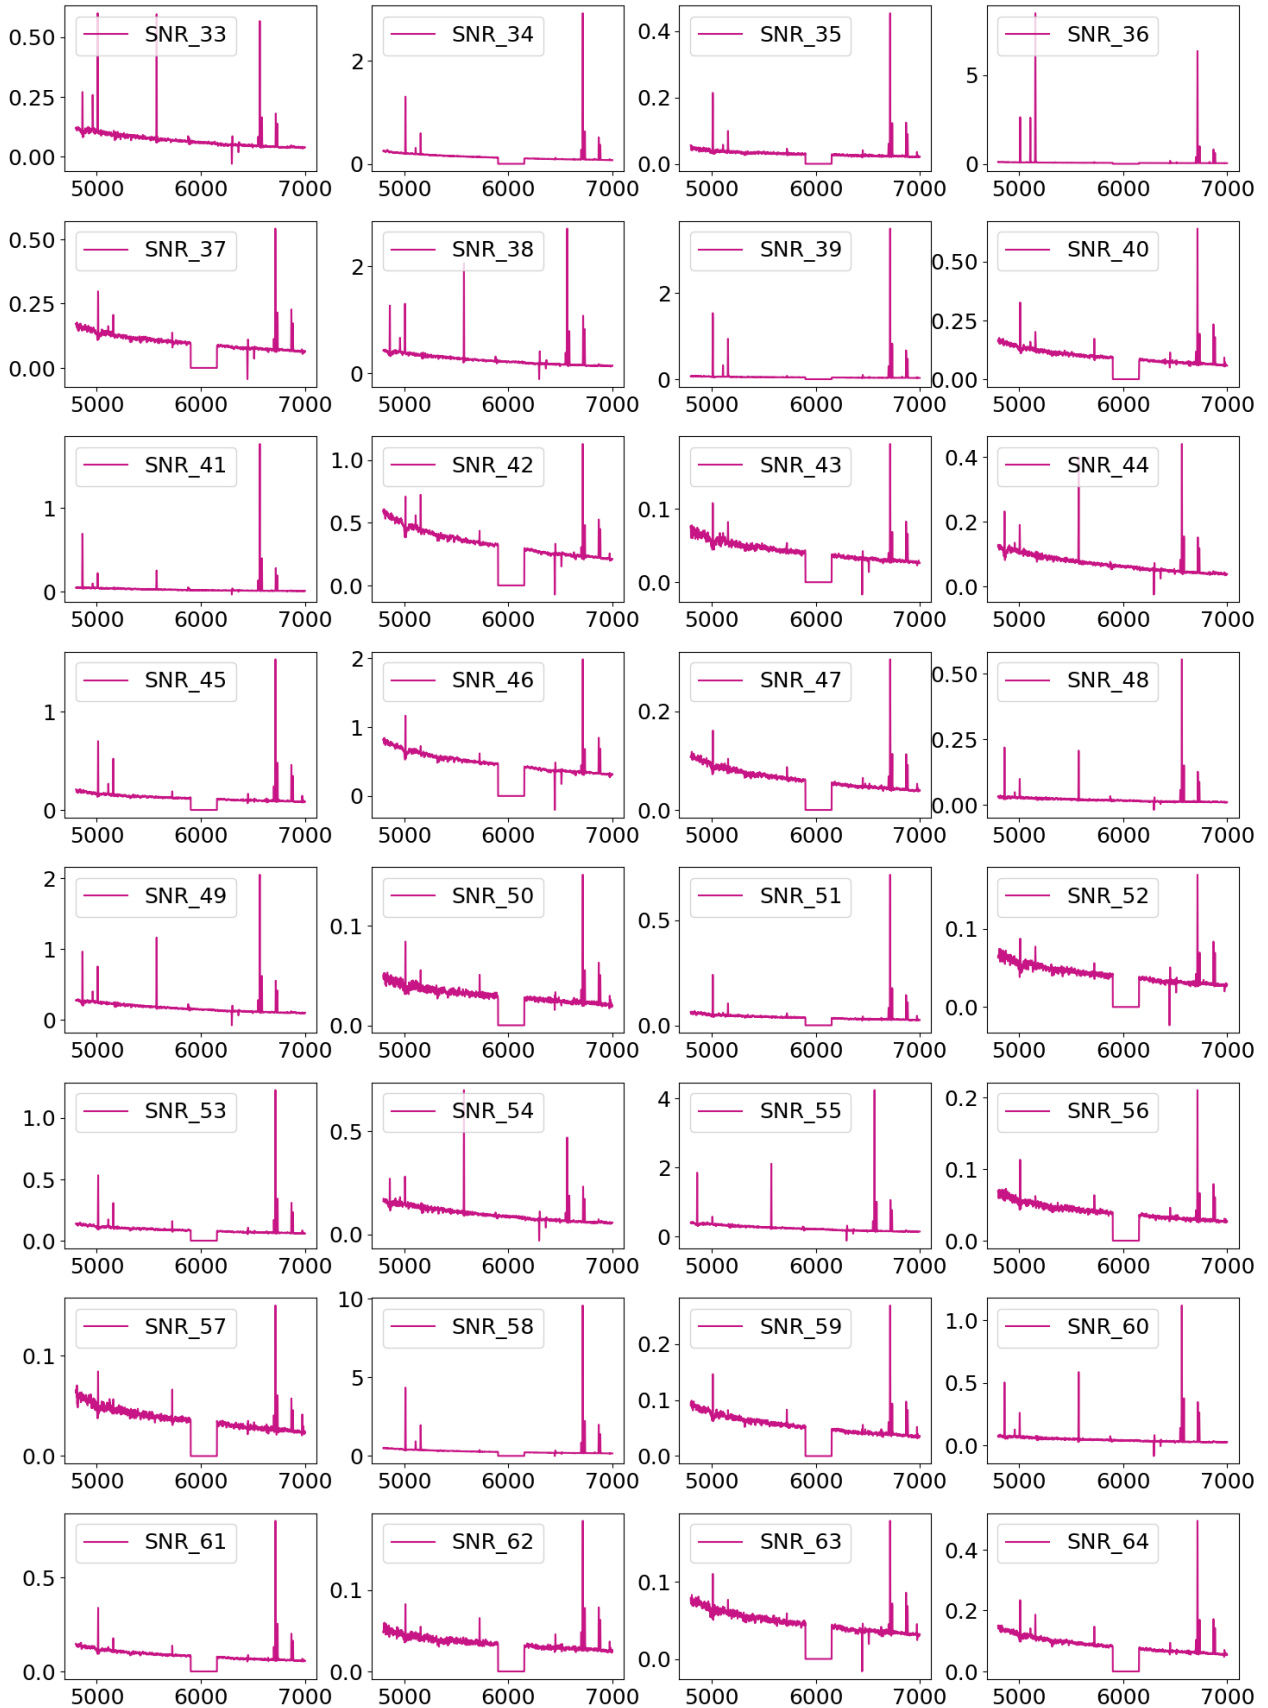 SNR_33 SNR_34 SNR_35 SNR_36
0.50 0.25 0.00
2 1 0
0.4 0.2 0.0
5 0
5000 6000 7000 5000 6000 7000 5000 6000 7000 5000 6000 7000
SNR_37 SNR_38 SNR_39 SNR_40
0.50 0.25 0.00
2 0
2 0
0.50 0.25 0.00
5000 6000 7000 5000 6000 7000 5000 6000 7000 5000 6000 7000
SNR_41 SNR_42 SNR_43 SNR_44
1 0
1.0 0.5 0.0
0.1 0.0
0.4 0.2 0.0
5000 6000 7000 5000 6000 7000 5000 6000 7000 5000 6000 7000
SNR_45 SNR_46 SNR_47 SNR_48
1 0
2 1 0
0.2 0.0
0.50 0.25 0.00
5000 6000 7000 5000 6000 7000 5000 6000 7000 5000 6000 7000
SNR_49 SNR_50 SNR_51 SNR_52
2 1 0
0.1 0.0
0.5 0.0
0.1 0.0
5000 6000 7000 5000 6000 7000 5000 6000 7000 5000 6000 7000
SNR_53 SNR_54 SNR_55 SNR_56
1.0 0.5 0.0
0.5 0.0
4 2 0
0.2 0.1 0.0
5000 6000 7000 5000 6000 7000 5000 6000 7000 5000 6000 7000
SNR_57 SNR_58 SNR_59 SNR_60
0.1 0.0
10 5 0
0.2 0.1 0.0
1.0 0.5 0.0
5000 6000 7000 5000 6000 7000 5000 6000 7000 5000 6000 7000
SNR_61 SNR_62 SNR_63 SNR_64
0.5 0.0
0.1 0.0
0.1 0.0
0.4 0.2 0.0
5000 6000 7000 5000 6000 7000 5000 6000 7000 5000 6000 7000